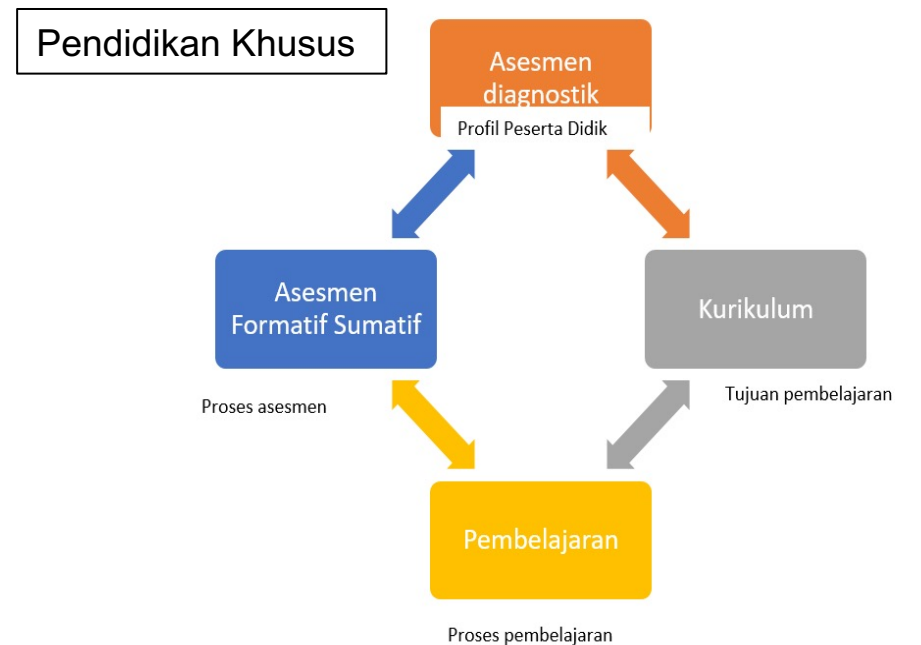 Pendidikan Khusus
Asesmen
diagnostik
Profil Peserta Didik
Asesmen
Formatif Sumatif
Kurikulum
Proses asesmen
Tujuan pembelajaran
Pembelajaran
Proses pembelajaran